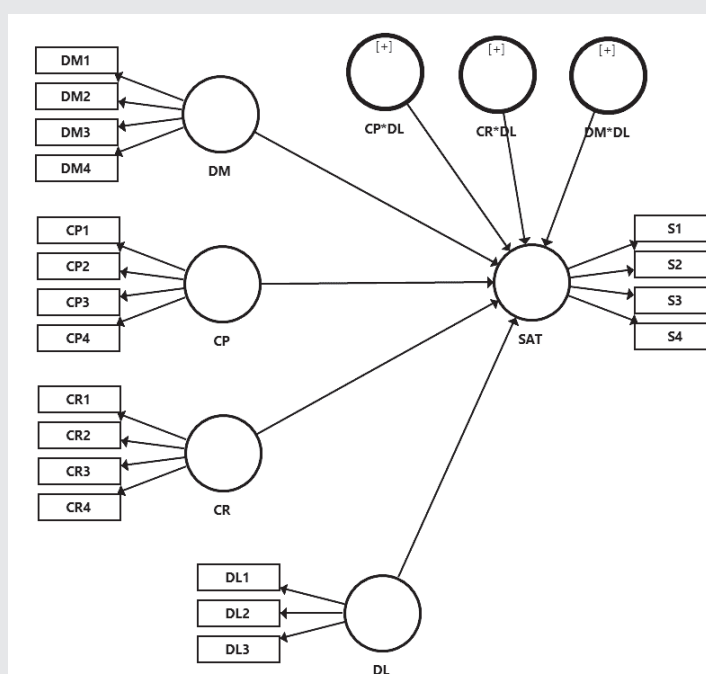 [+]
[+]
[+]
DM1
DM2
DM3
DM4
DM
CP*DL
CR*DL
DM*DL
CP1
CP2
CP3
CP4
CP
S1
S2
S3
S4
SAT
CR1
CR2
CR3
CR4
CR
DL1
DL2
DL3
DL